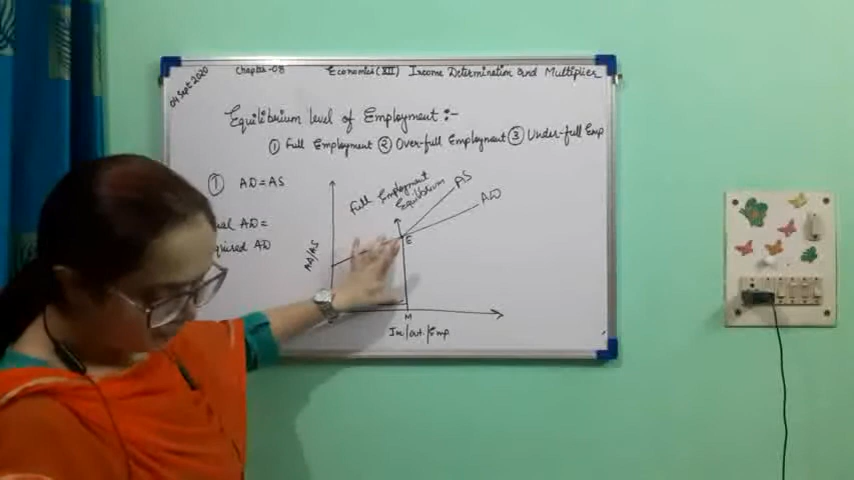 04 Sept 2020
Chapter-08 Economics (XII) Income Determination and Multiplier
Equilibrium level of Employment :-
① Full Employment ② Over-full Employment ③ Under-full Emp
① AD = AS
AD =
AD
Full Employment
Equilibrium
AS
AD
E
AD/AS
M
In/out/Emp